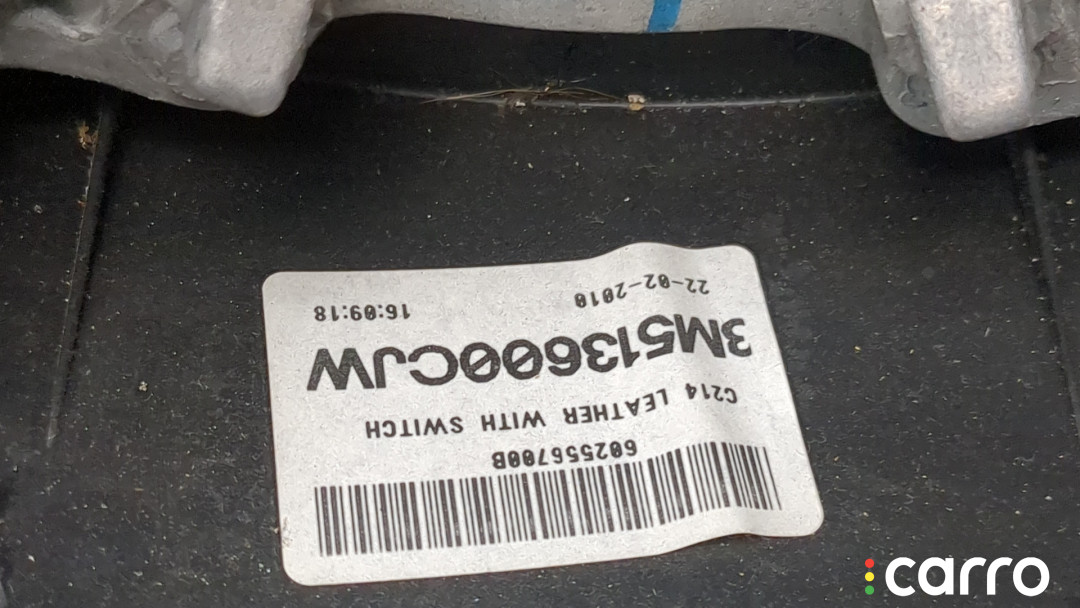 602556700B
C214 LEATHER WITH SWITCH
3M513600CJW
22-02-2010 16:09:18
carro